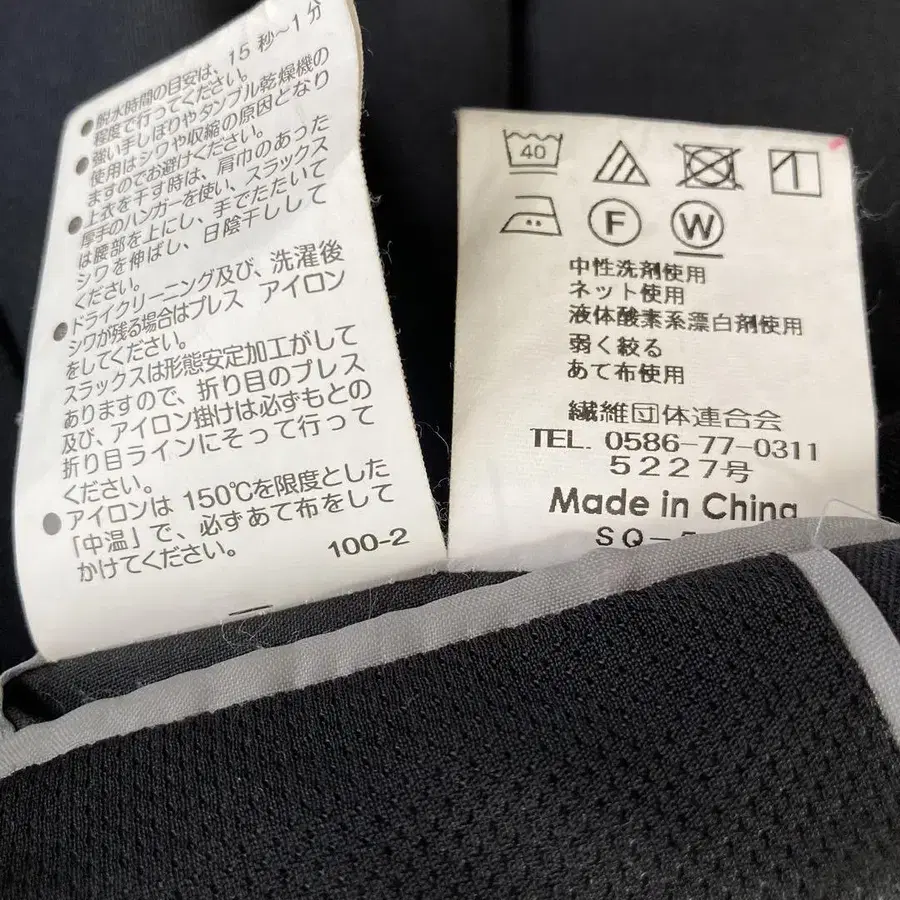 ●脱水時間の目安は、15秒〜1分
程度で行ってください。
●強い手しぼりやタンブル乾燥機の
使用はシワや収縮の原因となり
ますのでお避けください。
●上衣を干す時は、肩巾のあった
厚手のハンガーを使い、スラックス
は腰部を上にし、手でたたいて
シワを伸ばし、日陰干しして
ください。
●ドライクリーニング及び、洗濯後
シワが残る場合はプレス アイロン
をしてください。
スラックスは形態安定加工がして
ありますので、折り目のプレス
及び、アイロン掛けは必ずもとの
折り目ラインにそって行って
ください。
●アイロンは150℃を限度とした
「中温」で、必ずあて布をして
かけてください。
100-2
40
F W
中性洗剤使用
ネット使用
液体酸素系漂白剤使用
弱く絞る
あて布使用
繊維団体連合会
TEL. 0586-77-0311
5227号
Made in China
SQ-